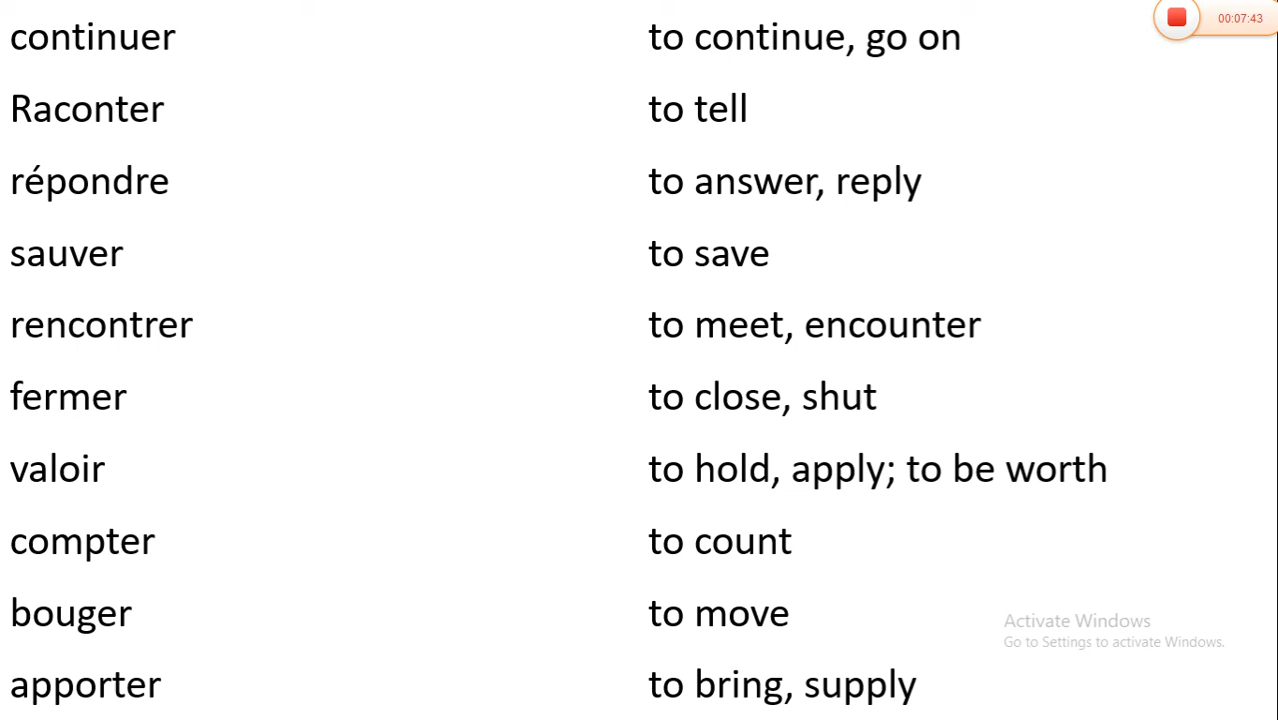 00:07:43
continuer to continue, go on
Raconter to tell
répondre to answer, reply
sauver to save
rencontrer to meet, encounter
fermer to close, shut
valoir to hold, apply; to be worth
compter to count
bouger to move
apporter to bring, supply
Activate Windows
Go to Settings to activate Windows.